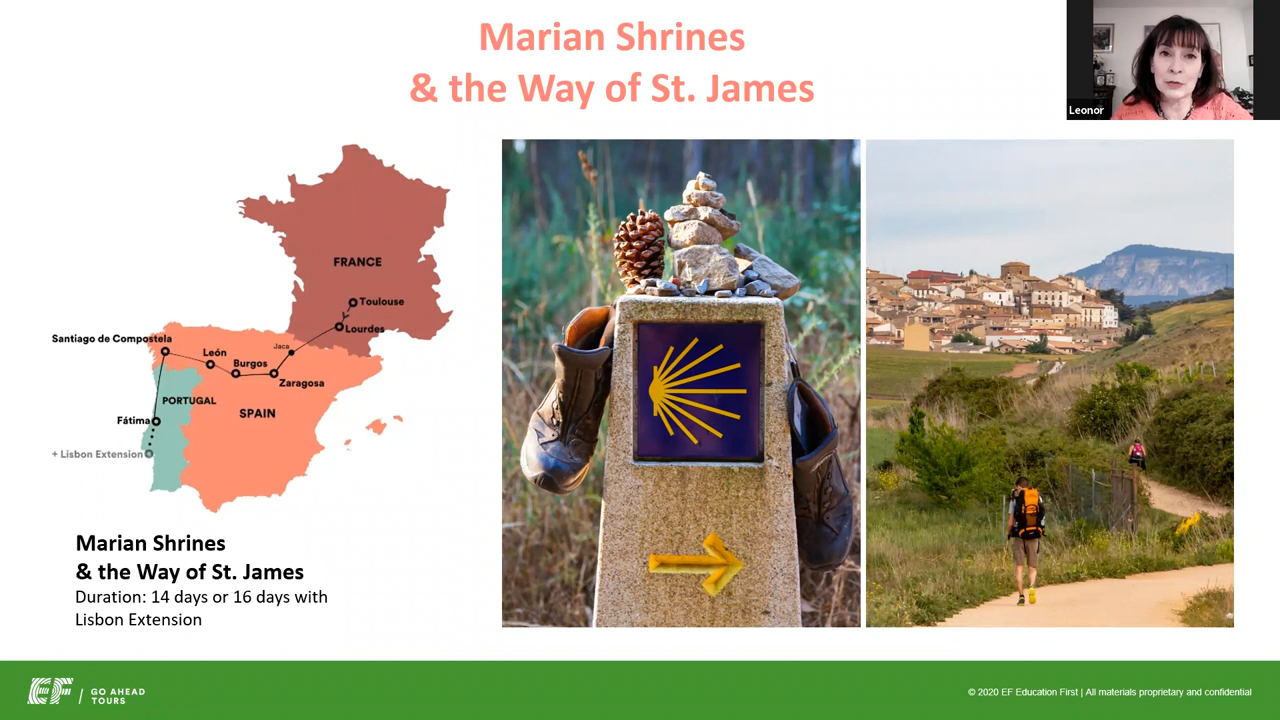 Marian Shrines
& the Way of St. James
Leonor
FRANCE
Toulouse
Lourdes
Santiago de Compostela
León
Jaca
Burgos
Zaragosa
PORTUGAL
SPAIN
Fátima
+ Lisbon Extension
Marian Shrines
& the Way of St. James
Duration: 14 days or 16 days with
Lisbon Extension
EF / GO AHEAD
TOURS
© 2020 EF Education First | All materials proprietary and confidential